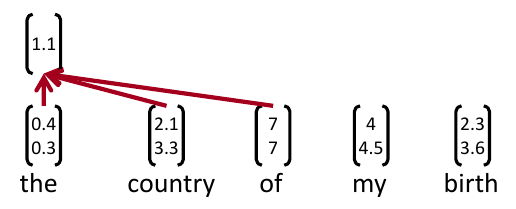 1.1
0.4 2.1 7 4 2.3
0.3 3.3 7 4.5 3.6
the country of my birth